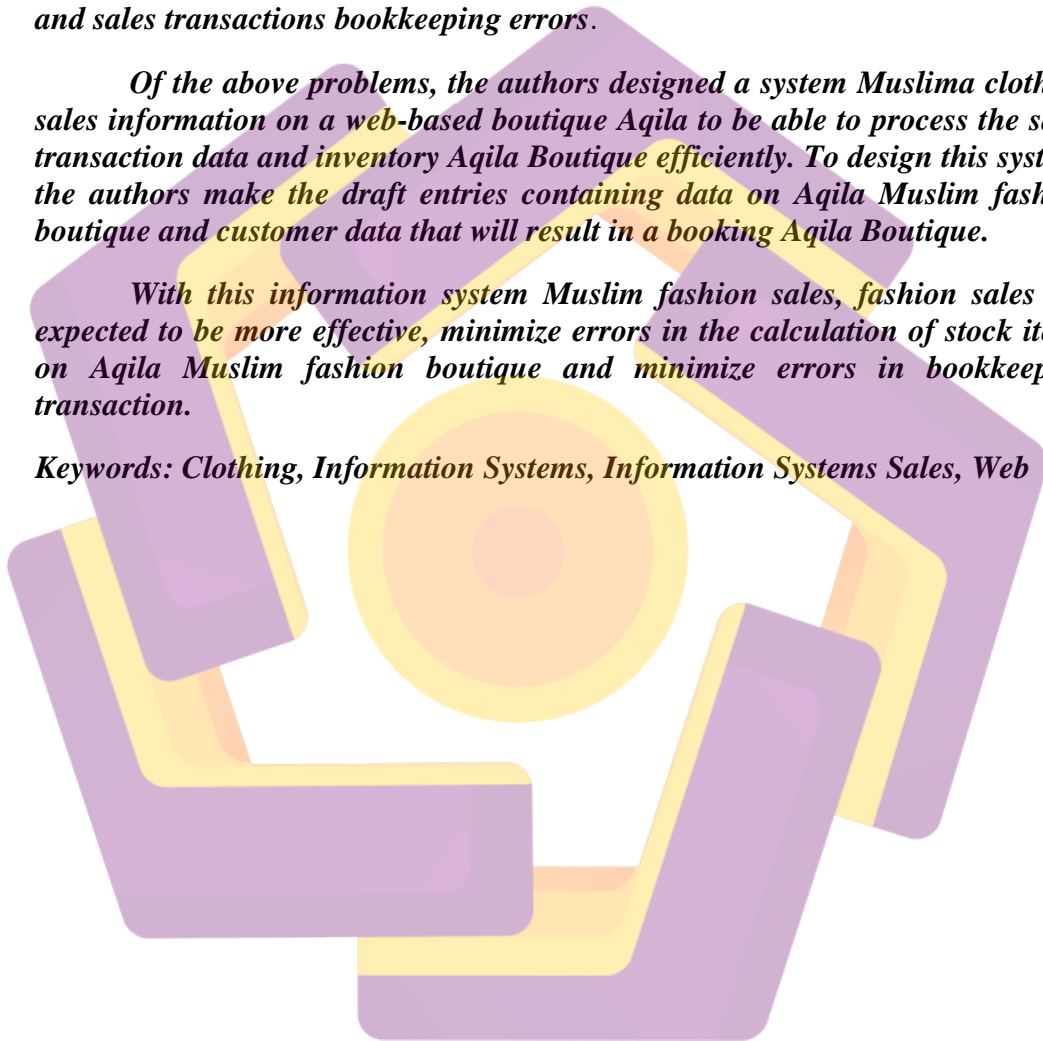 and sales transactions bookkeeping errors.
Of the above problems, the authors designed a system Muslima cloth
sales information on a web-based boutique Aqila to be able to process the s
transaction data and inventory Aqila Boutique efficiently. To design this syst
the authors make the draft entries containing data on Aqila Muslim fash
boutique and customer data that will result in a booking Aqila Boutique.
With this information system Muslim fashion sales, fashion sales
expected to be more effective, minimize errors in the calculation of stock ite
on Aqila Muslim fashion boutique and minimize errors in bookkeep
transaction.
Keywords: Clothing, Information Systems, Information Systems Sales, Web